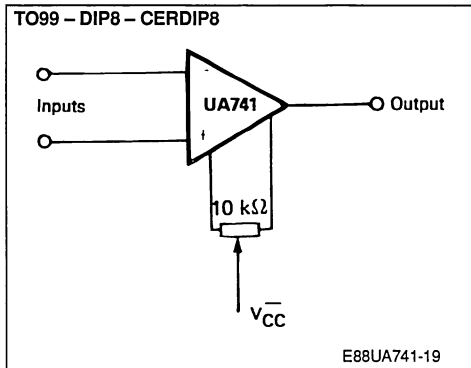 TO99 – DIP8 – CERDIP8
-
Inputs
UA741
Output
+
10 kΩ
VCC̅
E88UA741-19